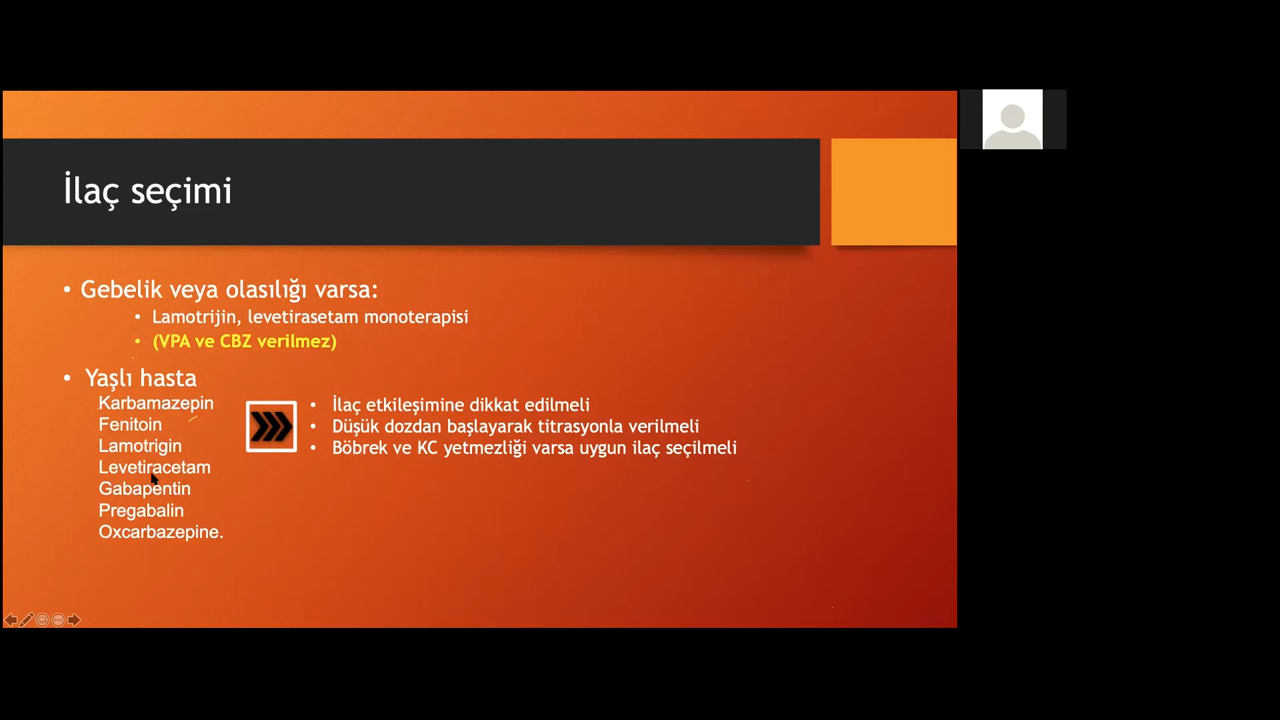 İlaç seçimi
• Gebelik veya olasılığı varsa:
• Lamotrijin, levetirasetam monoterapisi
• (VPA ve CBZ verilmez)
• Yaşlı hasta
Karbamazepin
Fenitoin
Lamotrigin
Levetiracetam
Gabapentin
Pregabalin
Oxcarbazepine.
• İlaç etkileşimine dikkat edilmeli
• Düşük dozdan başlayarak titrasyonla verilmeli
• Böbrek ve KC yetmezliği varsa uygun ilaç seçilmeli